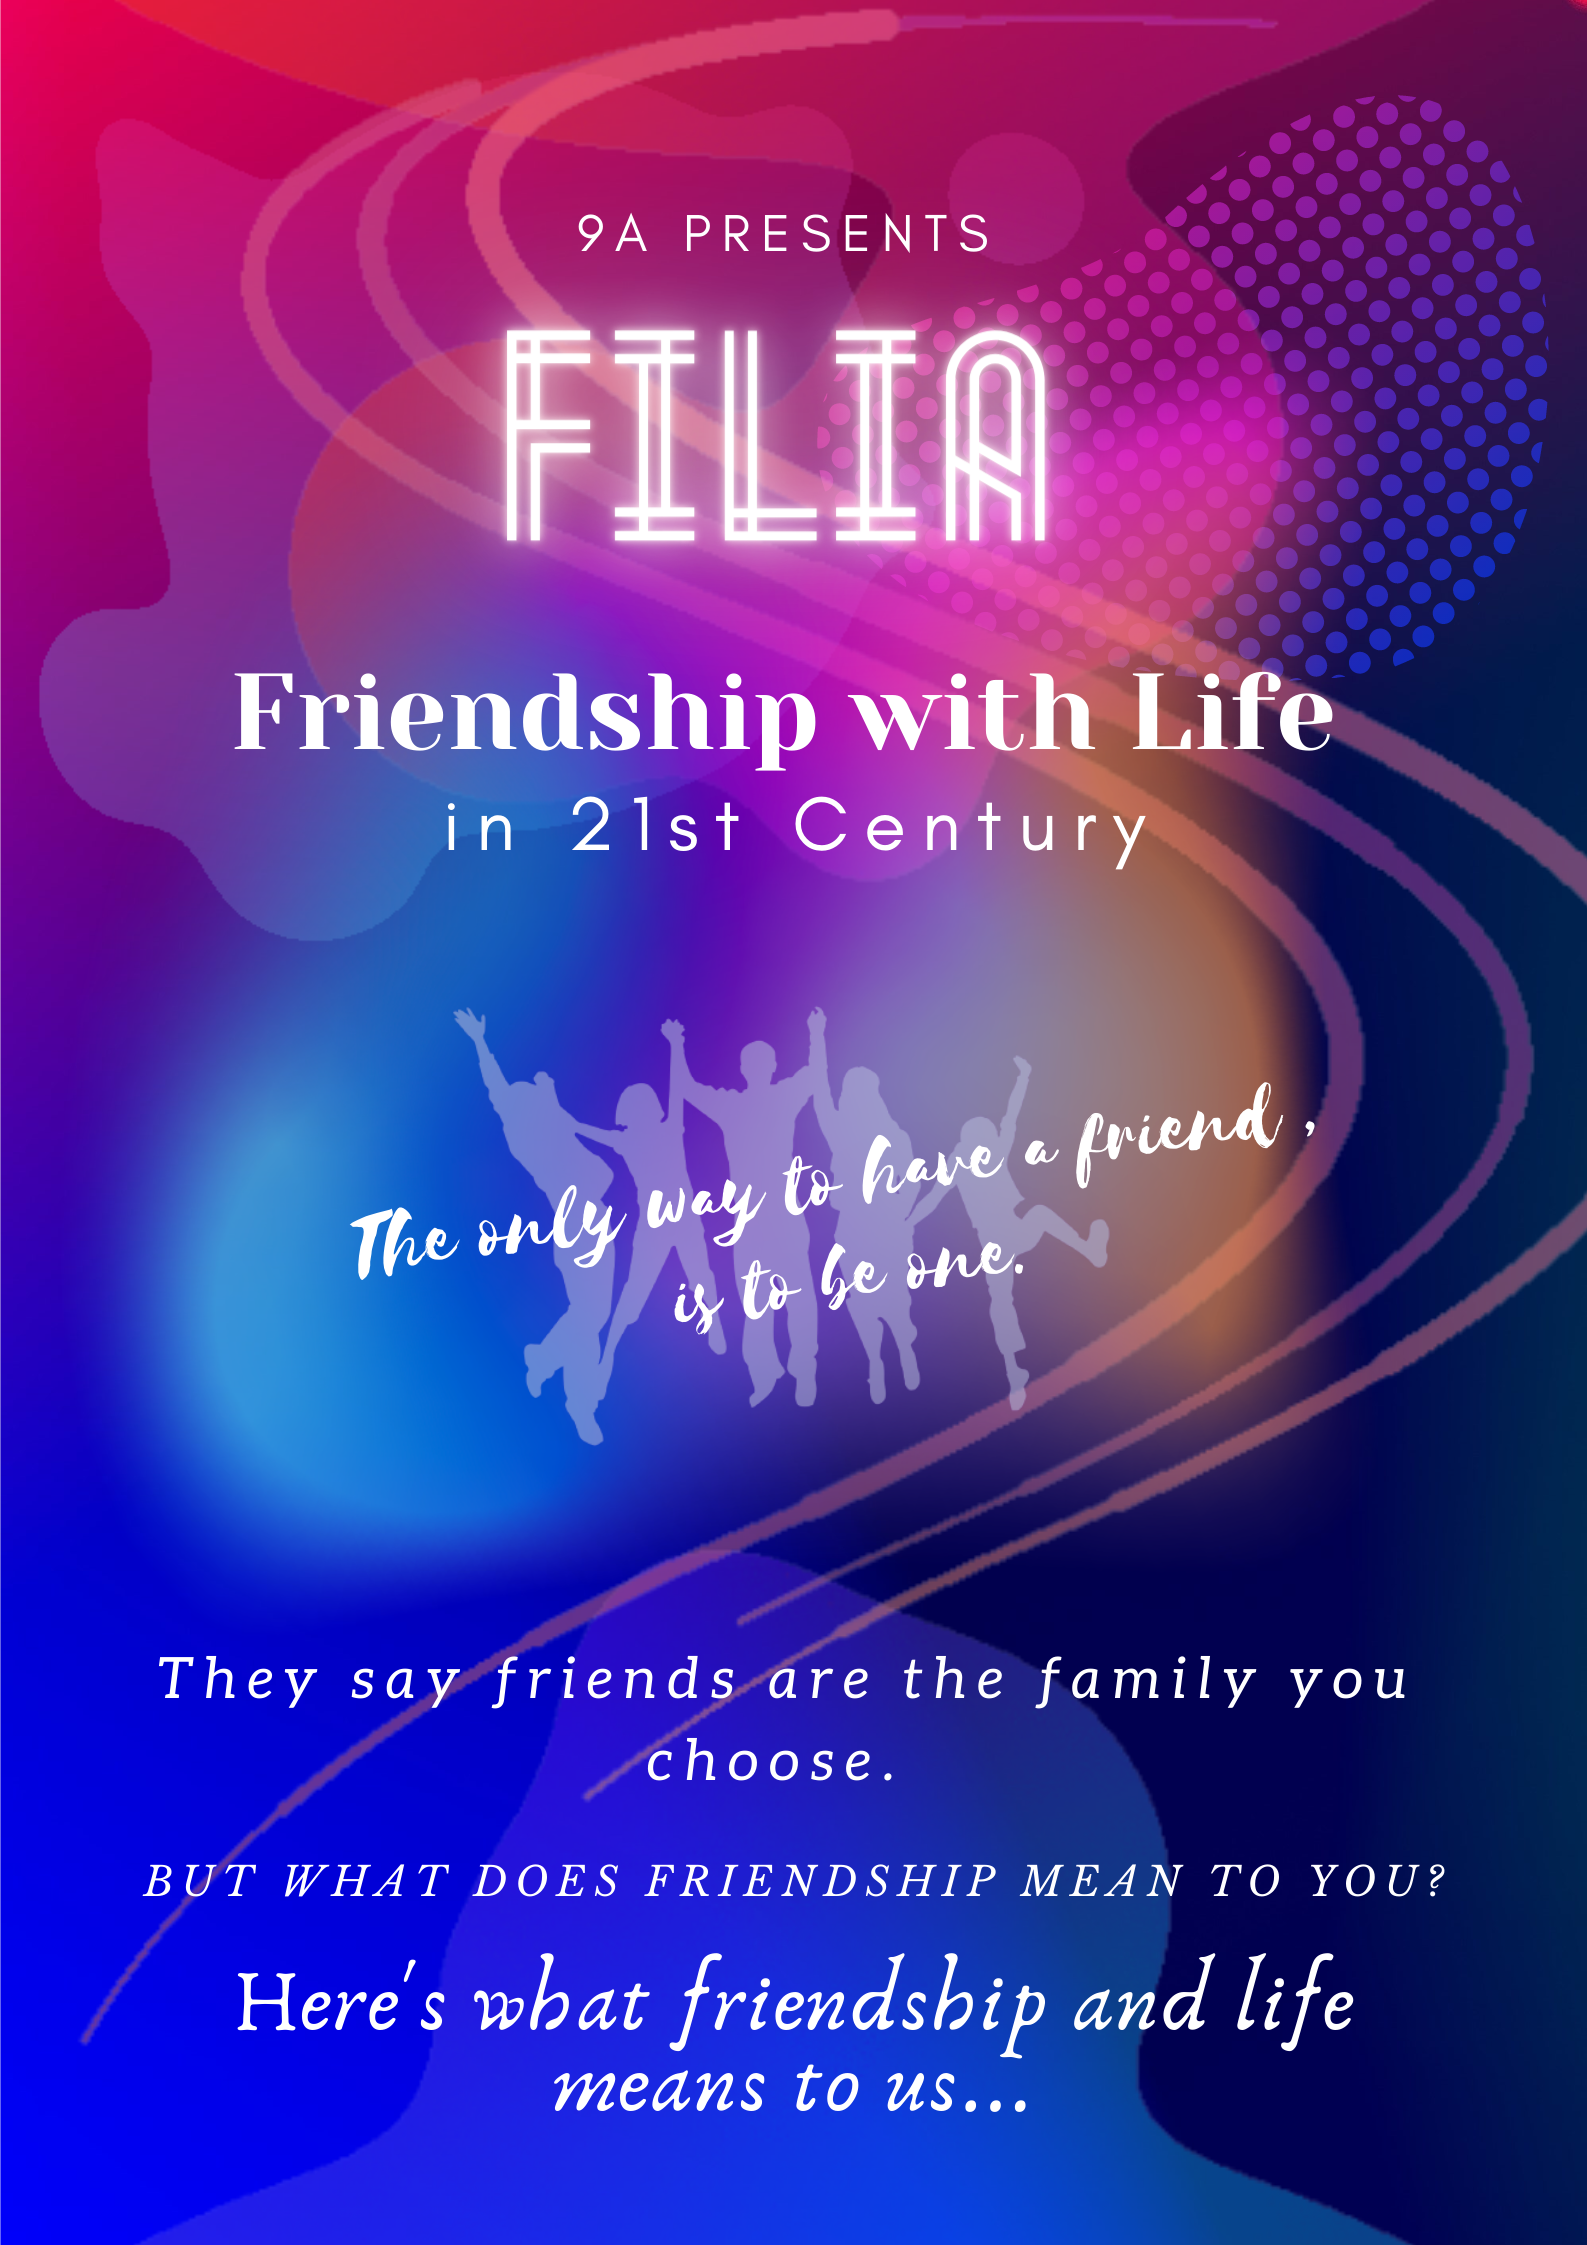 9A PRESENTS
FILIA
Friendship with Life
in 21st Century
The only way to have a friend ,
is to be one.
They say friends are the family you
choose.
BUT WHAT DOES FRIENDSHIP MEAN TO YOU?
Here's what friendship and life
means to us...